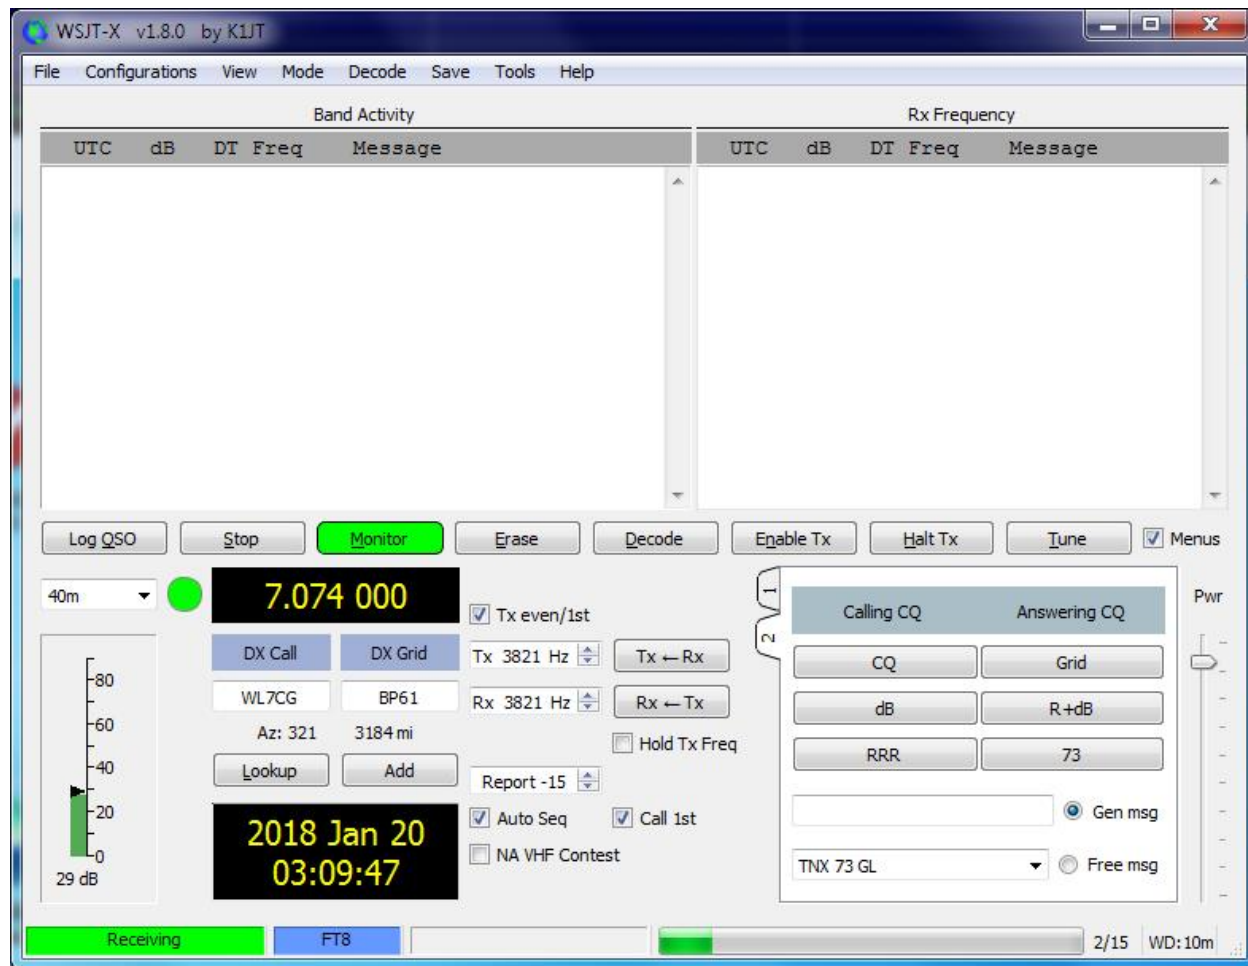 WSJT-X v1.8.0 by K1JT
File Configurations View Mode Decode Save Tools Help
Band Activity Rx Frequency
UTC dB DT Freq Message UTC dB DT Freq Message
Log QSO Stop Monitor Erase Decode Enable Tx Halt Tx Tune Menus
40m 7.074 000 Tx even/1st
1
2
Calling CQ Answering CQ
Pwr
DX Call DX Grid Tx 3821 Hz Tx ← Rx
CQ Grid
WL7CG BP61 Rx 3821 Hz Rx ← Tx
dB R+dB
Az: 321 3184 mi Hold Tx Freq
RRR 73
Lookup Add Report -15
-80
-60
-40
-20
-0
29 dB
Auto Seq Call 1st
Gen msg
2018 Jan 20
03:09:47
NA VHF Contest
TNX 73 GL Free msg
Receiving FT8 2/15 WD:10m